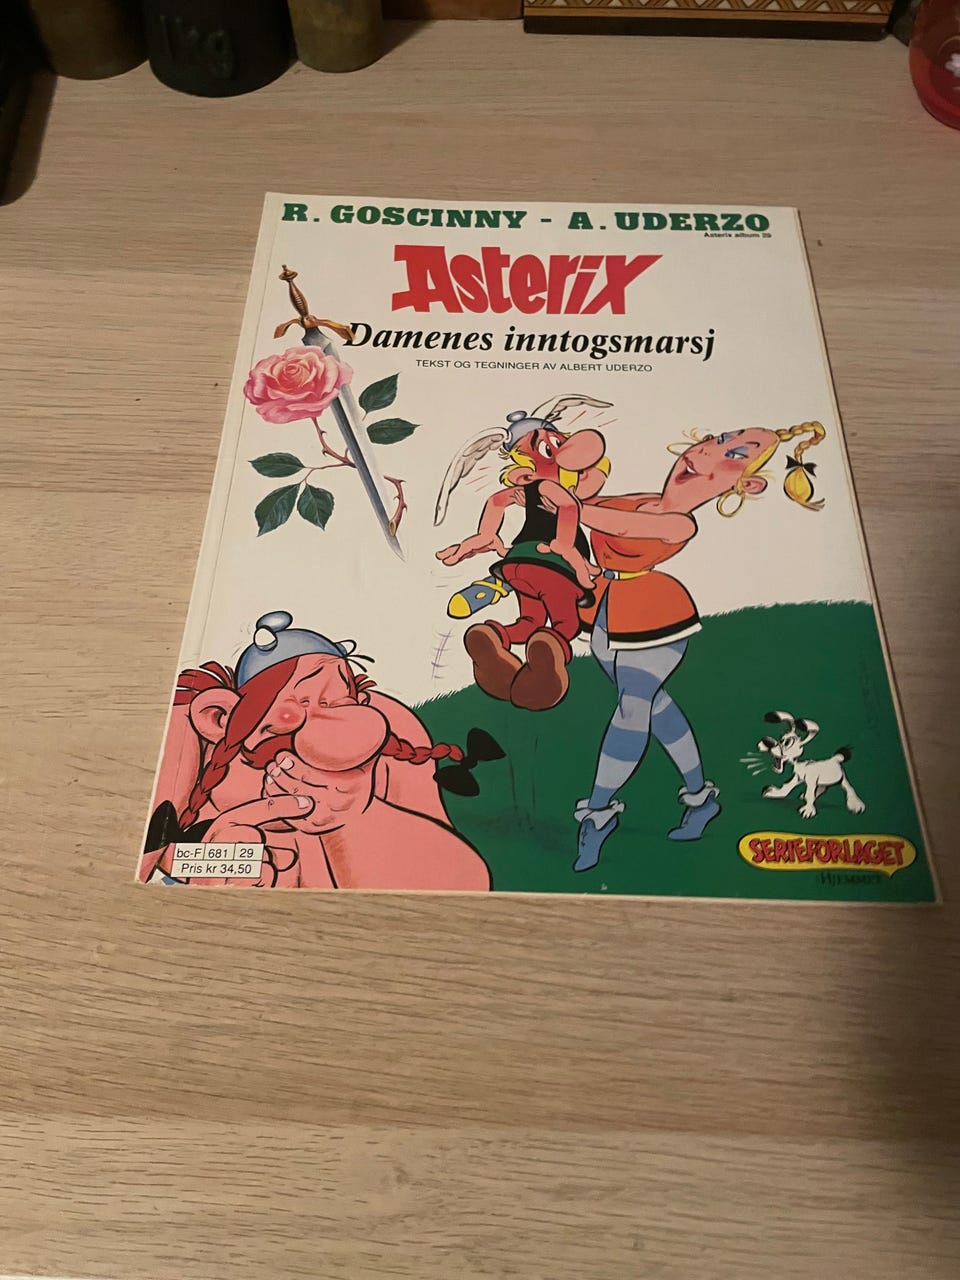 R. GOSCINNY - A. UDERZO
Asterix album 29
Asterix
Damenes inntogsmarsj
TEKST OG TEGNINGER AV ALBERT UDERZO
bc-F 681 29
Pris kr 34,50
SERIEFORLAGET
HJEMMET